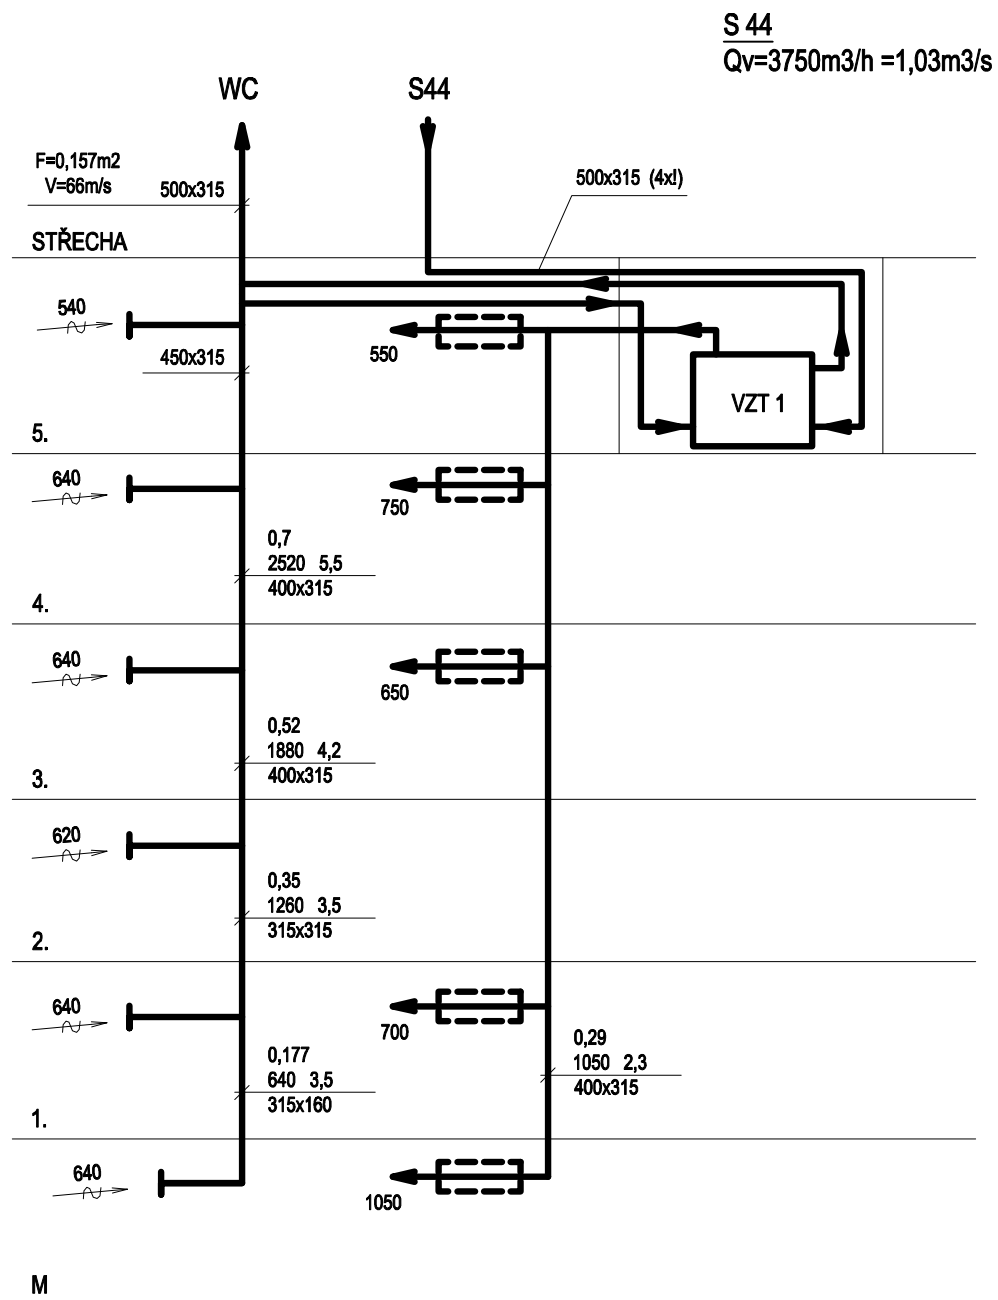 S 44
Qv=3750m3/h =1,03m3/s
WC
S44
F=0,157m2
V=66m/s
500x315
500x315 (4x!)
STŘECHA
540
550
450x315
VZT 1
5.
640
750
0,7
2520 5,5
400x315
4.
640
650
0,52
1880 4,2
400x315
3.
620
0,35
1260 3,5
315x315
2.
640
700
0,177
640 3,5
315x160
0,29
1050 2,3
400x315
1.
640
1050
M